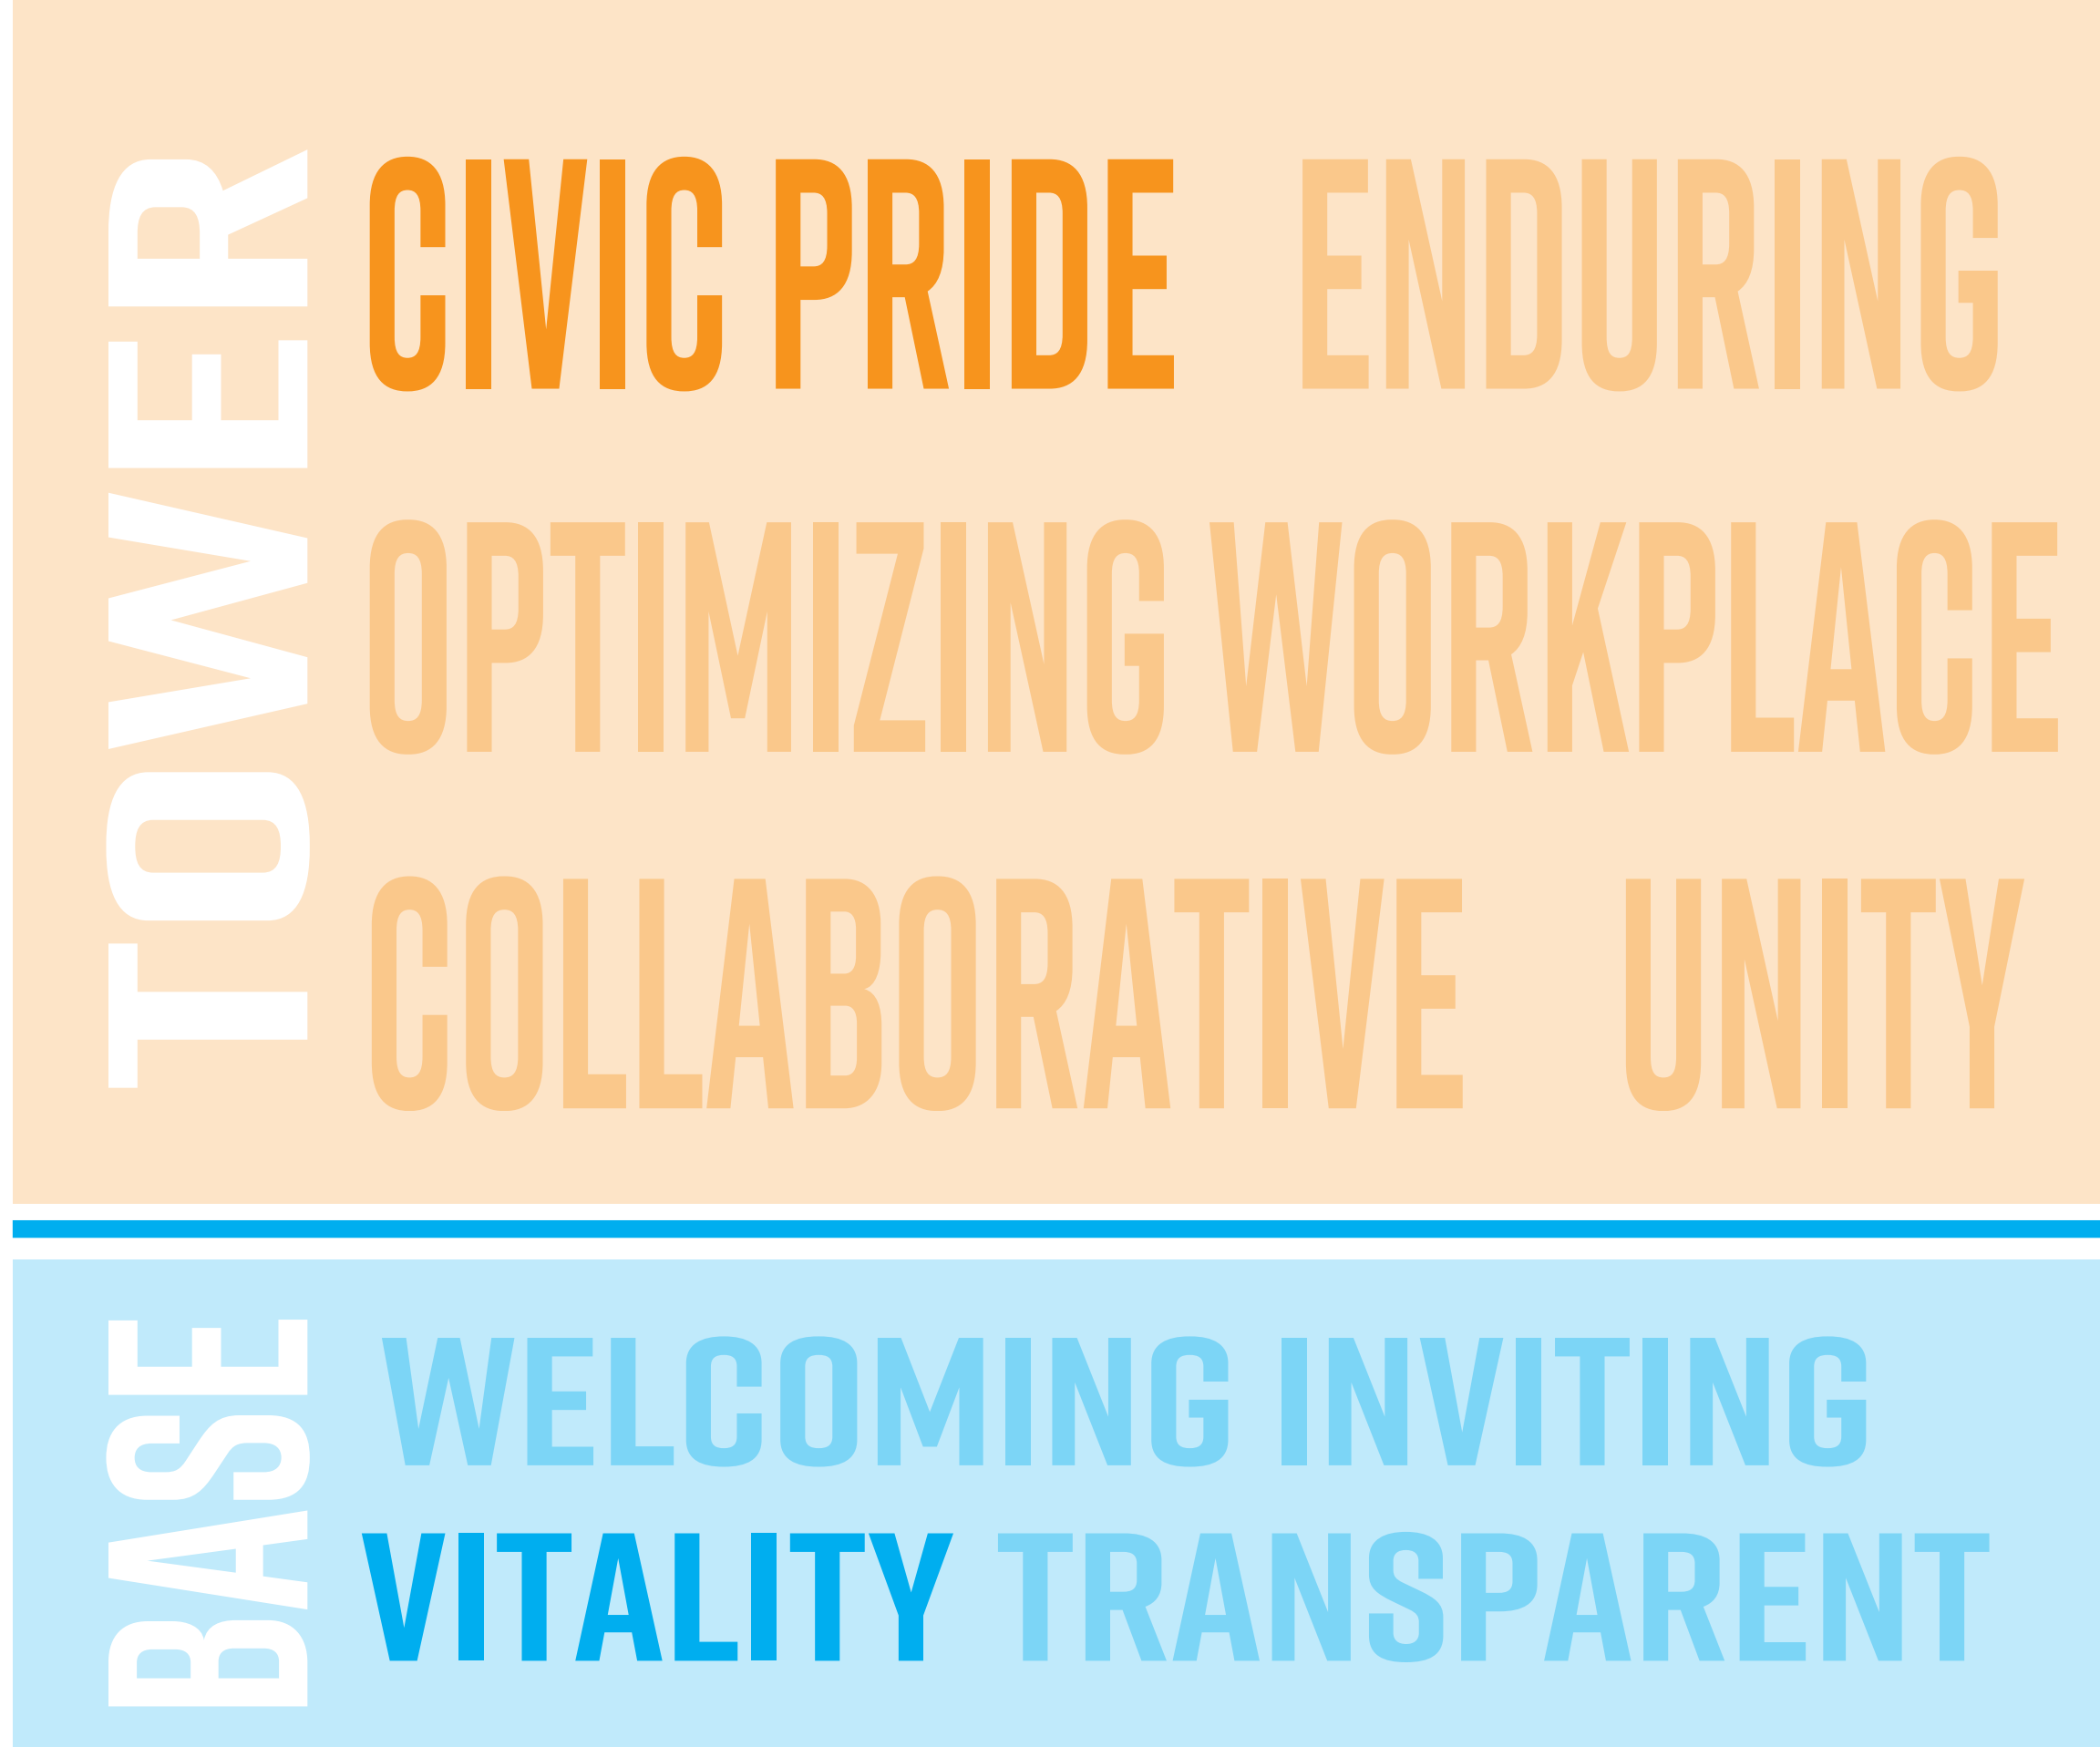 TOWER
CIVIC PRIDE ENDURING
OPTIMIZING WORKPLACE
COLLABORATIVE UNITY
BASE
WELCOMING INVITING
VITALITY TRANSPARENT